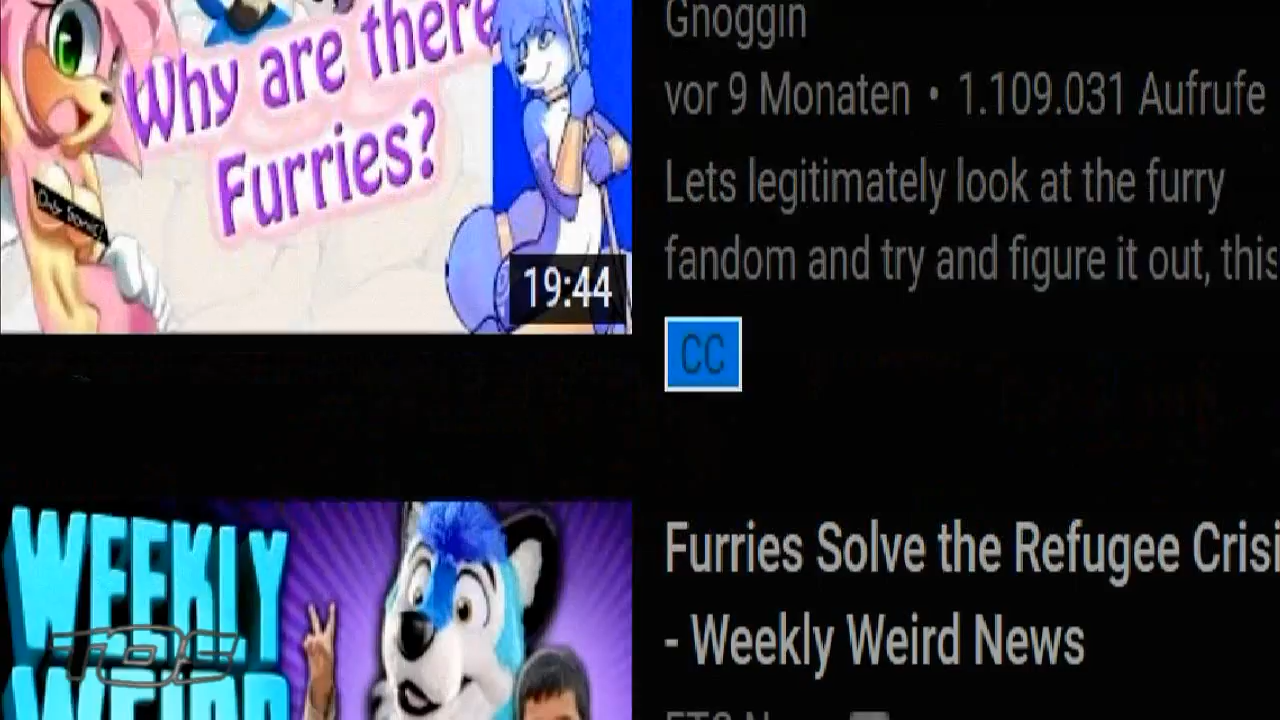 Why are there
Furries?
19:44
Gnoggin
vor 9 Monaten • 1.109.031 Aufrufe
Lets legitimately look at the furry
fandom and try and figure it out, this
CC
WEEKLY
WEIRD
Furries Solve the Refugee Crisi
- Weekly Weird News